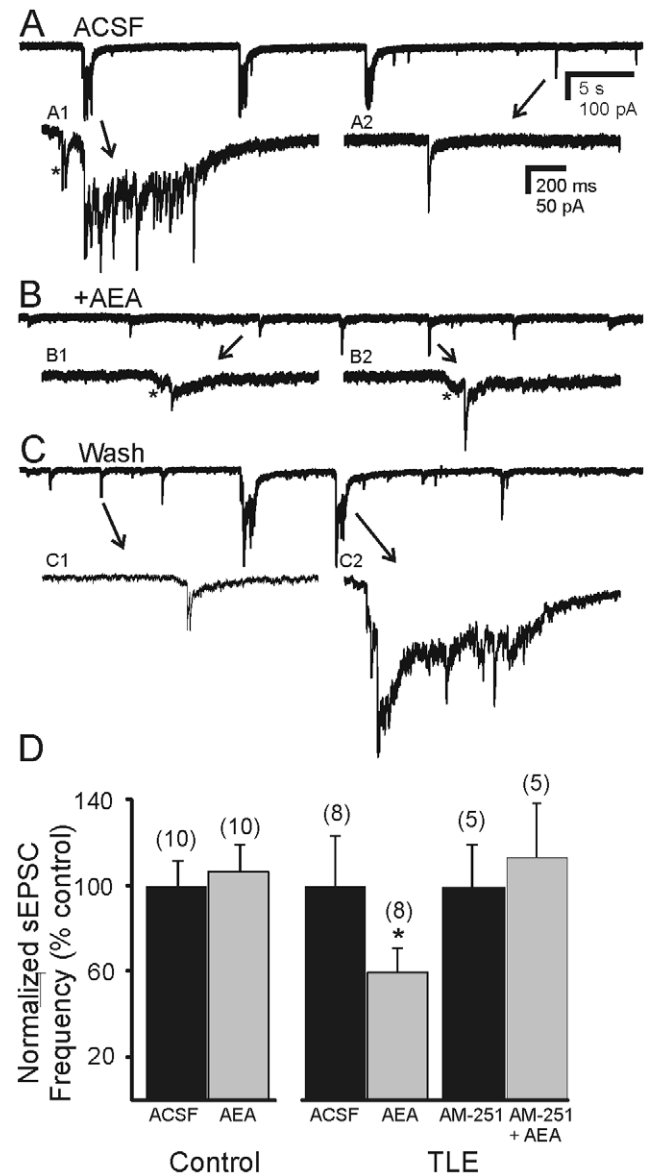 A ACSF
5 s
100 pA
A1
A2
*
200 ms
50 pA
B +AEA
B1
B2
*
*
C Wash
C1
C2
D
Normalized sEPSC
Frequency (% control)
140
100
60
20
(10)
(10)
(8)
(8)
*
(5)
(5)
ACSF
AEA
ACSF
AEA
AM-251
AM-251
+ AEA
Control
TLE